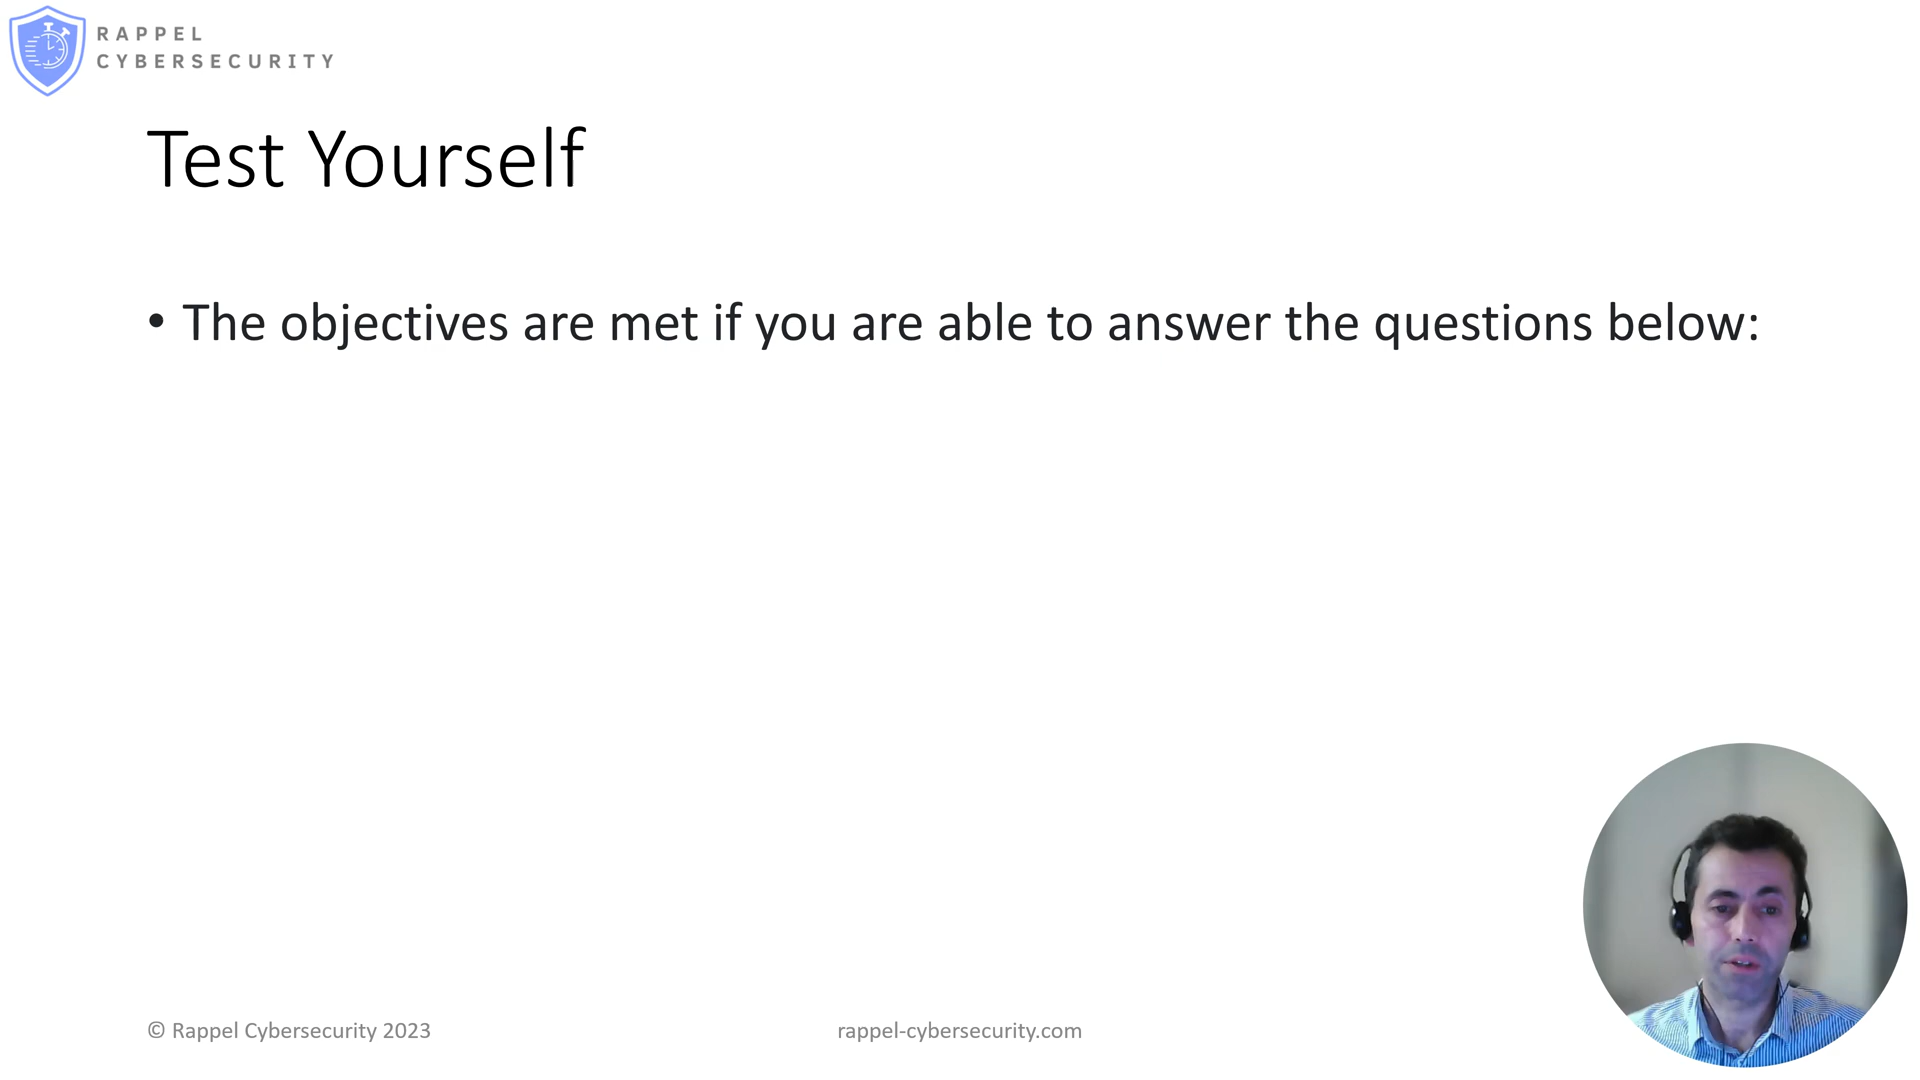 RAPPEL
CYBERSECURITY
Test Yourself
• The objectives are met if you are able to answer the questions below:
© Rappel Cybersecurity 2023
rappel-cybersecurity.com